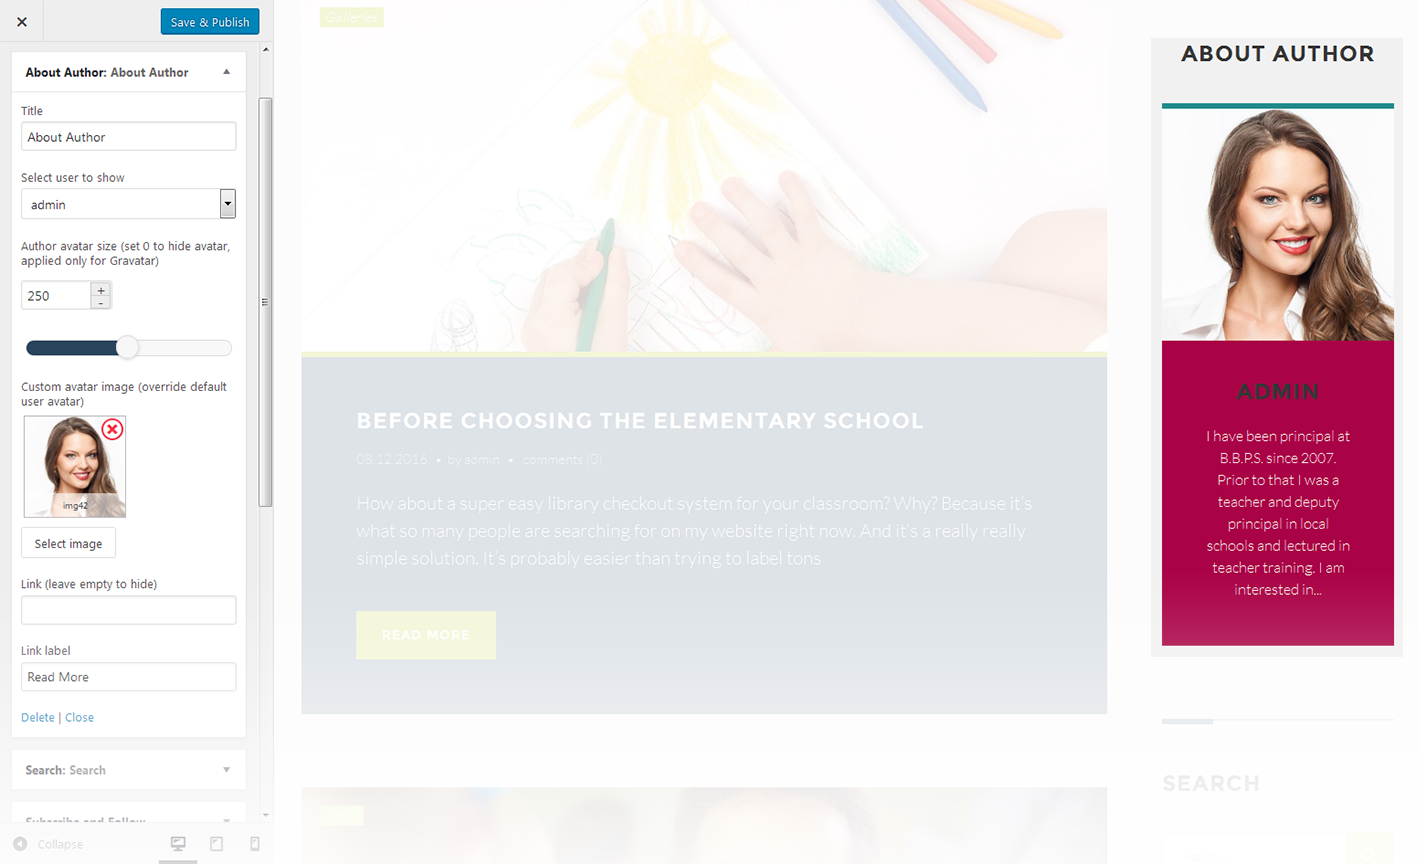 Save & Publish
About Author: About Author
Title
About Author
Select user to show
admin
Author avatar size (set 0 to hide avatar,
applied only for Gravatar)
250
+
-
Custom avatar image (override default
user avatar)
img42
Select image
Link (leave empty to hide)
Link label
Read More
Delete | Close
Search: Search
Subscribe and Follow
Collapse
Galleries
BEFORE CHOOSING THE ELEMENTARY SCHOOL
08.12.2016 • by admin • comments (0)
How about a super easy library checkout system for your classroom? Why? Because it’s
what so many people are searching for on my website right now. And it’s a really really
simple solution. It’s probably easier than trying to label tons
READ MORE
ABOUT AUTHOR
ADMIN
I have been principal at
B.B.P.S. since 2007.
Prior to that I was a
teacher and deputy
principal in local
schools and lectured in
teacher training. I am
interested in...
SEARCH